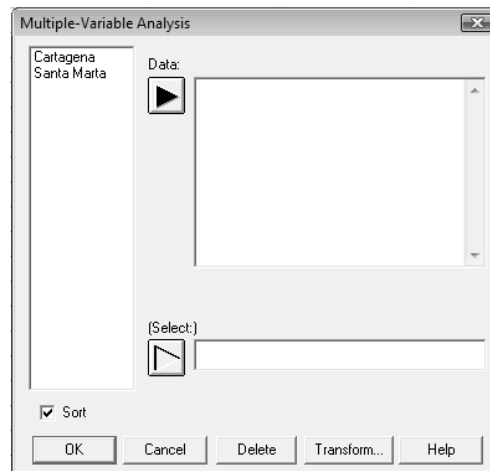 Multiple-Variable Analysis
Cartagena
Santa Marta
Data:
(Select:)
Sort
OK
Cancel
Delete
Transform...
Help